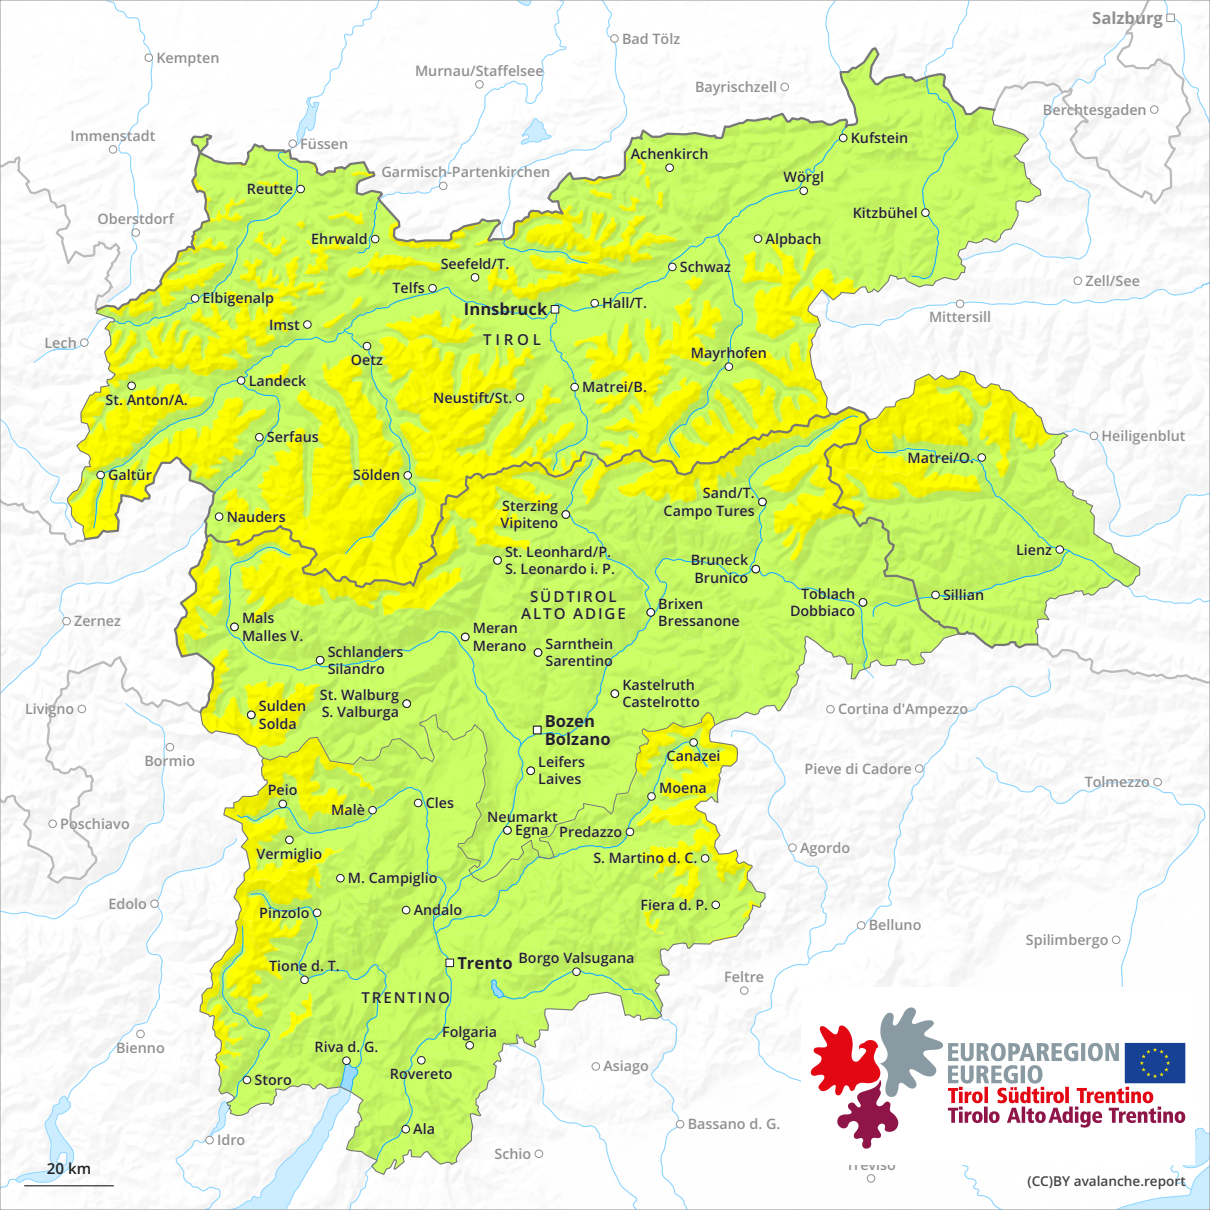 Salzburg
Bad Tölz
Kempten
Murnau/Staffelsee
Bayrischzell
Berchtesgaden
Immenstadt
Füssen
Kufstein
Achenkirch
Garmisch-Partenkirchen
Wörgl
Reutte
Oberstdorf
Kitzbühel
Ehrwald
Alpbach
Seefeld/T.
Schwaz
Zell/See
Telfs
Elbigenalp
Innsbruck
Hall/T.
Mittersill
Imst
TIROL
Lech
Oetz
Mayrhofen
Landeck
St. Anton/A.
Neustift/St.
Matrei/B.
Serfaus
Heiligenblut
Matrei/O.
Galtür
Sölden
Sand/T.
Campo Tures
Nauders
Sterzing
Vipiteno
St. Leonhard/P.
S. Leonardo i. P.
Lienz
Bruneck
Brunico
SÜDTIROL
ALTO ADIGE
Toblach
Dobbiaco
Sillian
Brixen
Bressanone
Zernez
Mals
Malles V.
Meran
Merano
Sarnthein
Sarentino
Schlanders
Silandro
Kastelruth
Castelrotto
St. Walburg
S. Valburga
Livigno
Sulden
Solda
Cortina d'Ampezzo
Bozen
Bolzano
Bormio
Canazei
Leifers
Laives
Pieve di Cadore
Tolmezzo
Peio
Moena
Malè
Cles
Poschiavo
Neumarkt
Egna
Predazzo
Vermiglio
S. Martino d. C.
Agordo
M. Campiglio
Edolo
Pinzolo
Andalo
Fiera d. P.
Belluno
Spilimbergo
Trento
Borgo Valsugana
Tione d. T.
Feltre
TRENTINO
Bienno
Folgaria
Riva d. G.
Asiago
Rovereto
Storo
EUROPAREGION
EUREGIO
Tirol Südtirol Trentino
Tirolo Alto Adige Trentino
Ala
Idro
Bassano d. G.
Schio
Treviso
20 km
(CC)BY avalanche.report